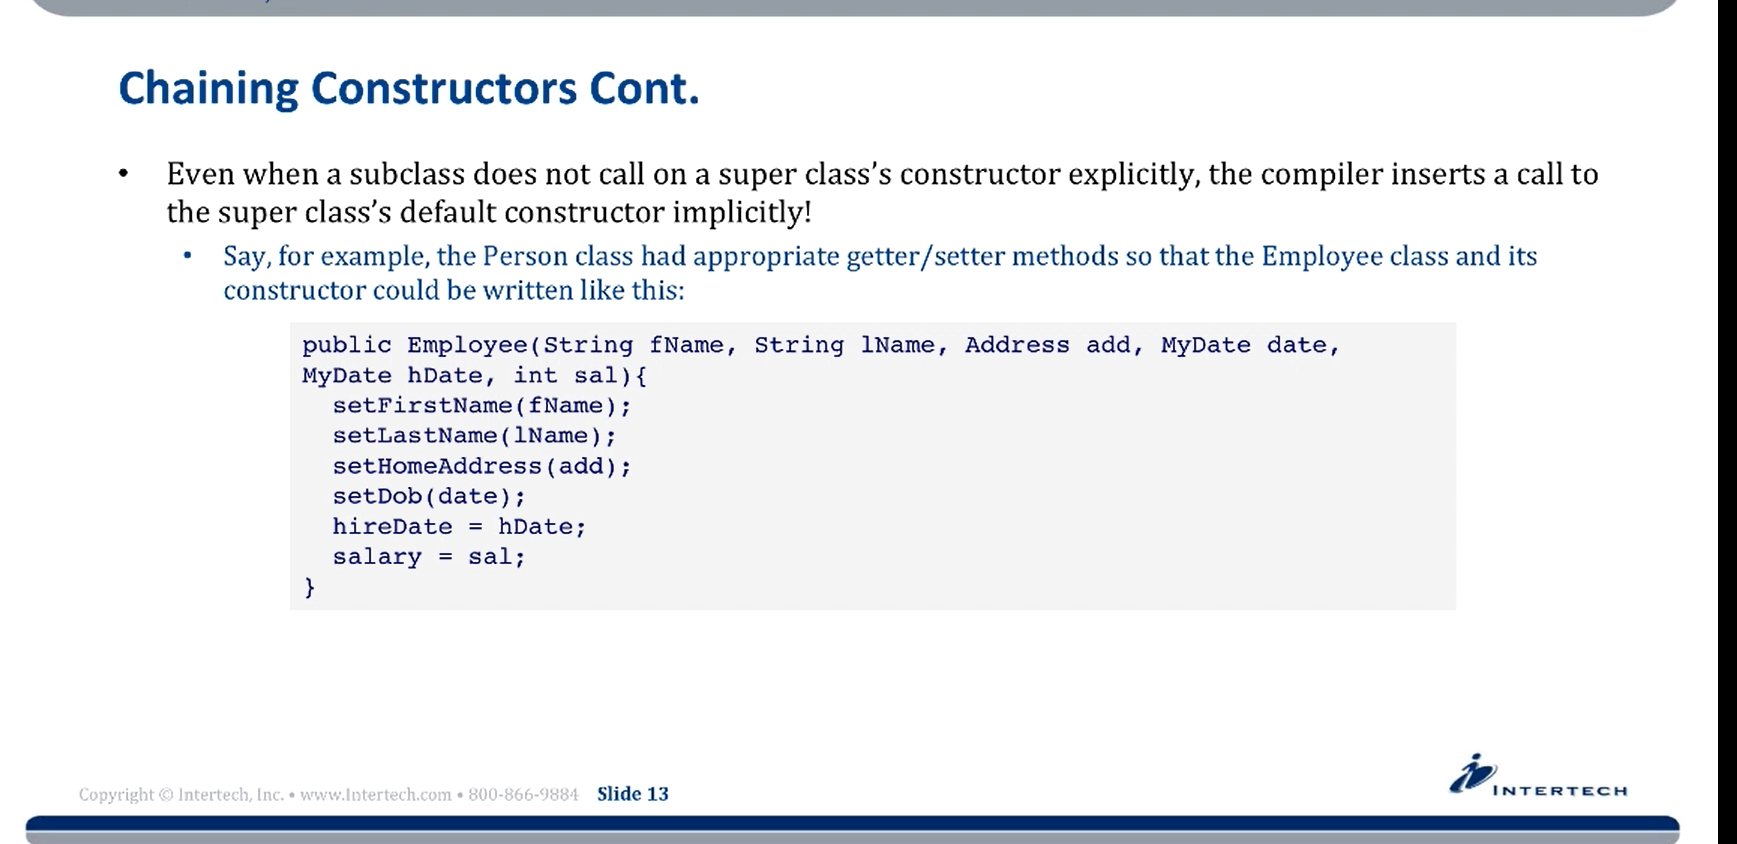 Chaining Constructors Cont.
• Even when a subclass does not call on a super class’s constructor explicitly, the compiler inserts a call to
the super class’s default constructor implicitly!
• Say, for example, the Person class had appropriate getter/setter methods so that the Employee class and its
constructor could be written like this:
public Employee(String fName, String lName, Address add, MyDate date,
MyDate hDate, int sal){
  setFirstName(fName);
  setLastName(lName);
  setHomeAddress(add);
  setDob(date);
  hireDate = hDate;
  salary = sal;
}
Copyright © Intertech, Inc. • www.Intertech.com • 800-866-9884 Slide 13
INTERTECH